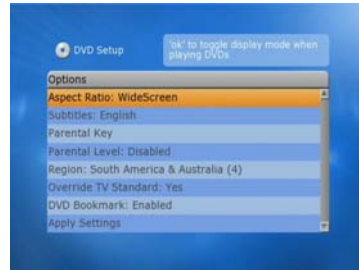 DVD Setup
'ok' to toggle display mode when
playing DVDs
Options
Aspect Ratio: WideScreen
Subtitles: English
Parental Key
Parental Level: Disabled
Region: South America & Australia (4)
Override TV Standard: Yes
DVD Bookmark: Enabled
Apply Settings